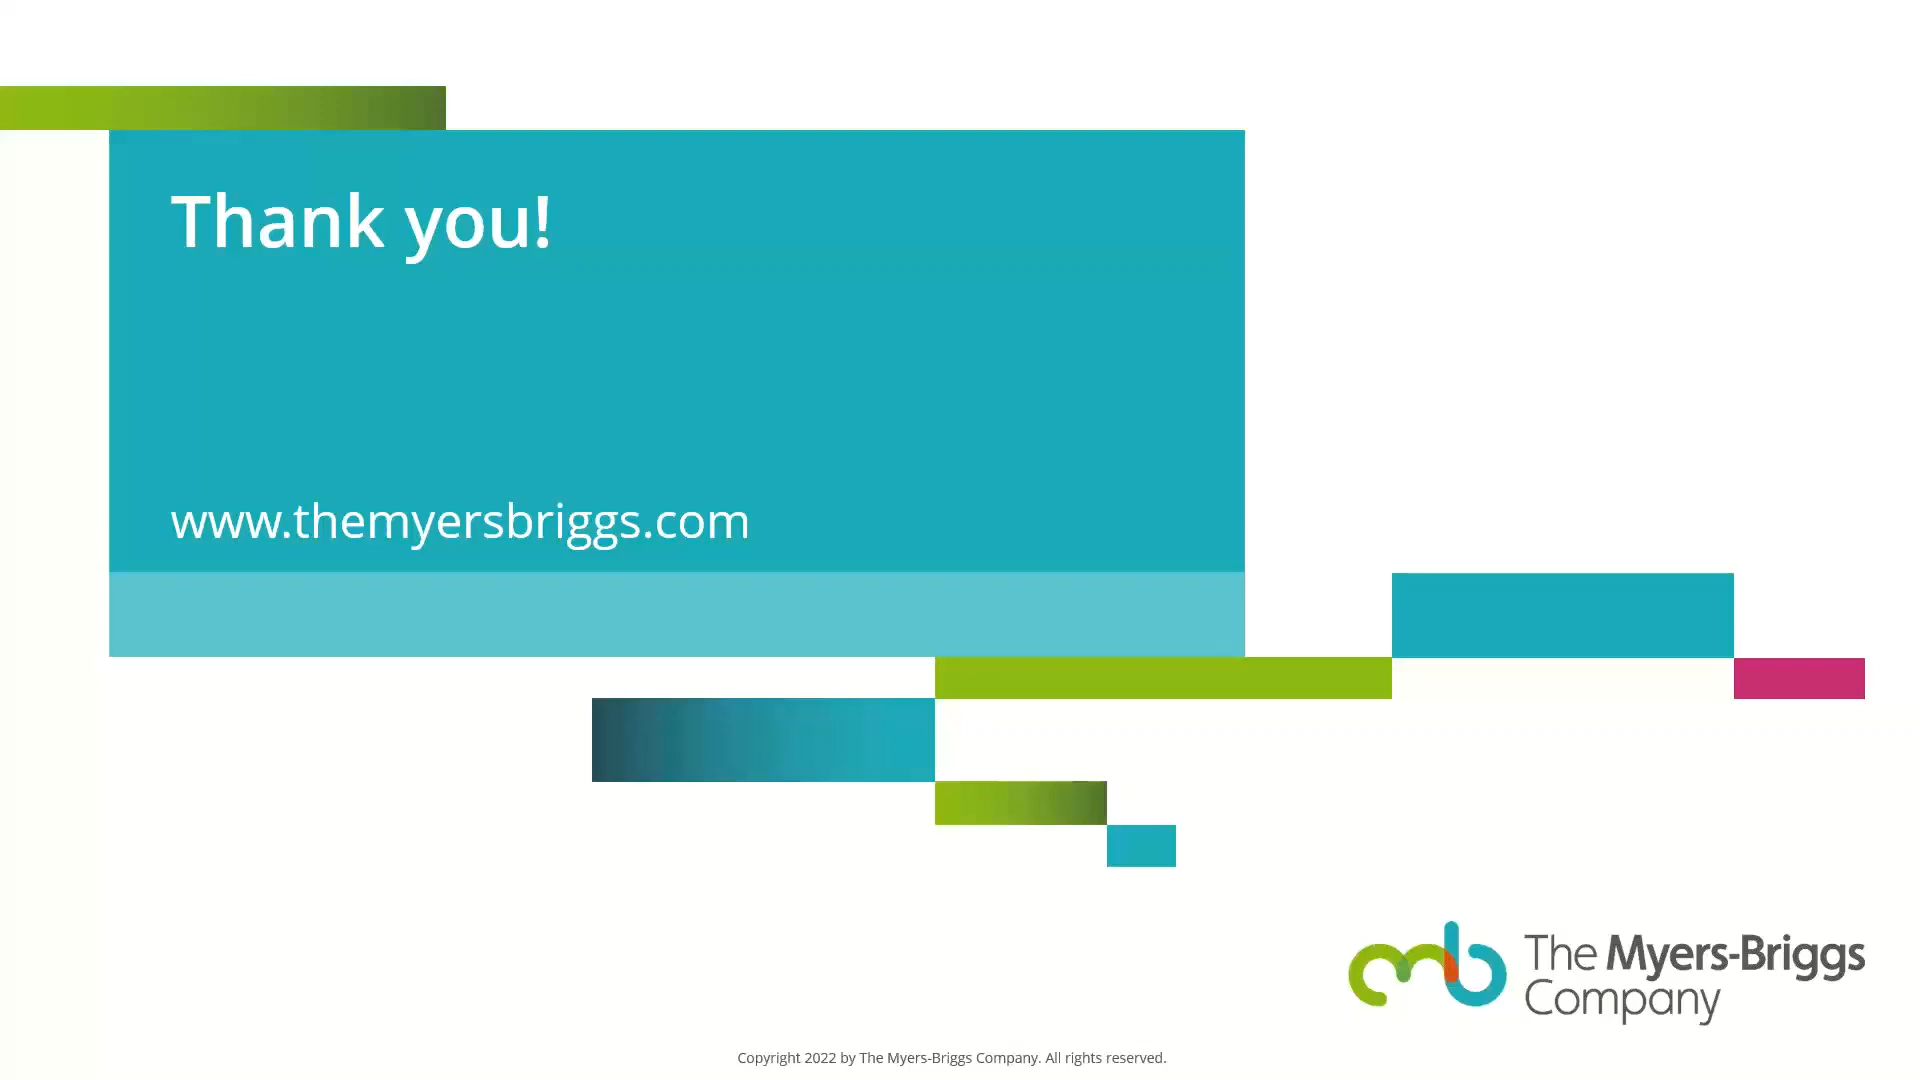 Thank you!
www.themyersbriggs.com
The Myers-Briggs
Company
Copyright 2022 by The Myers-Briggs Company. All rights reserved.